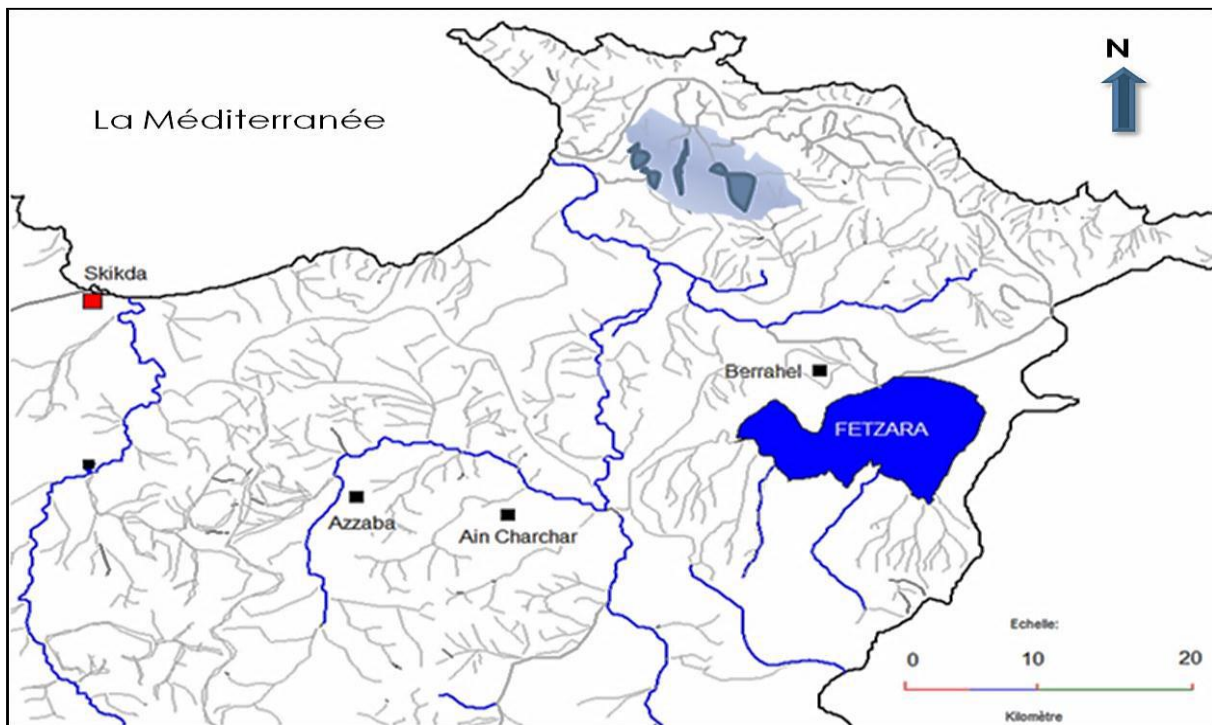 N
La Méditerranée
Skikda
Berrahel
FETZARA
Azzaba
Ain Charchar
Echelle:
0 10 20
Kilomètre